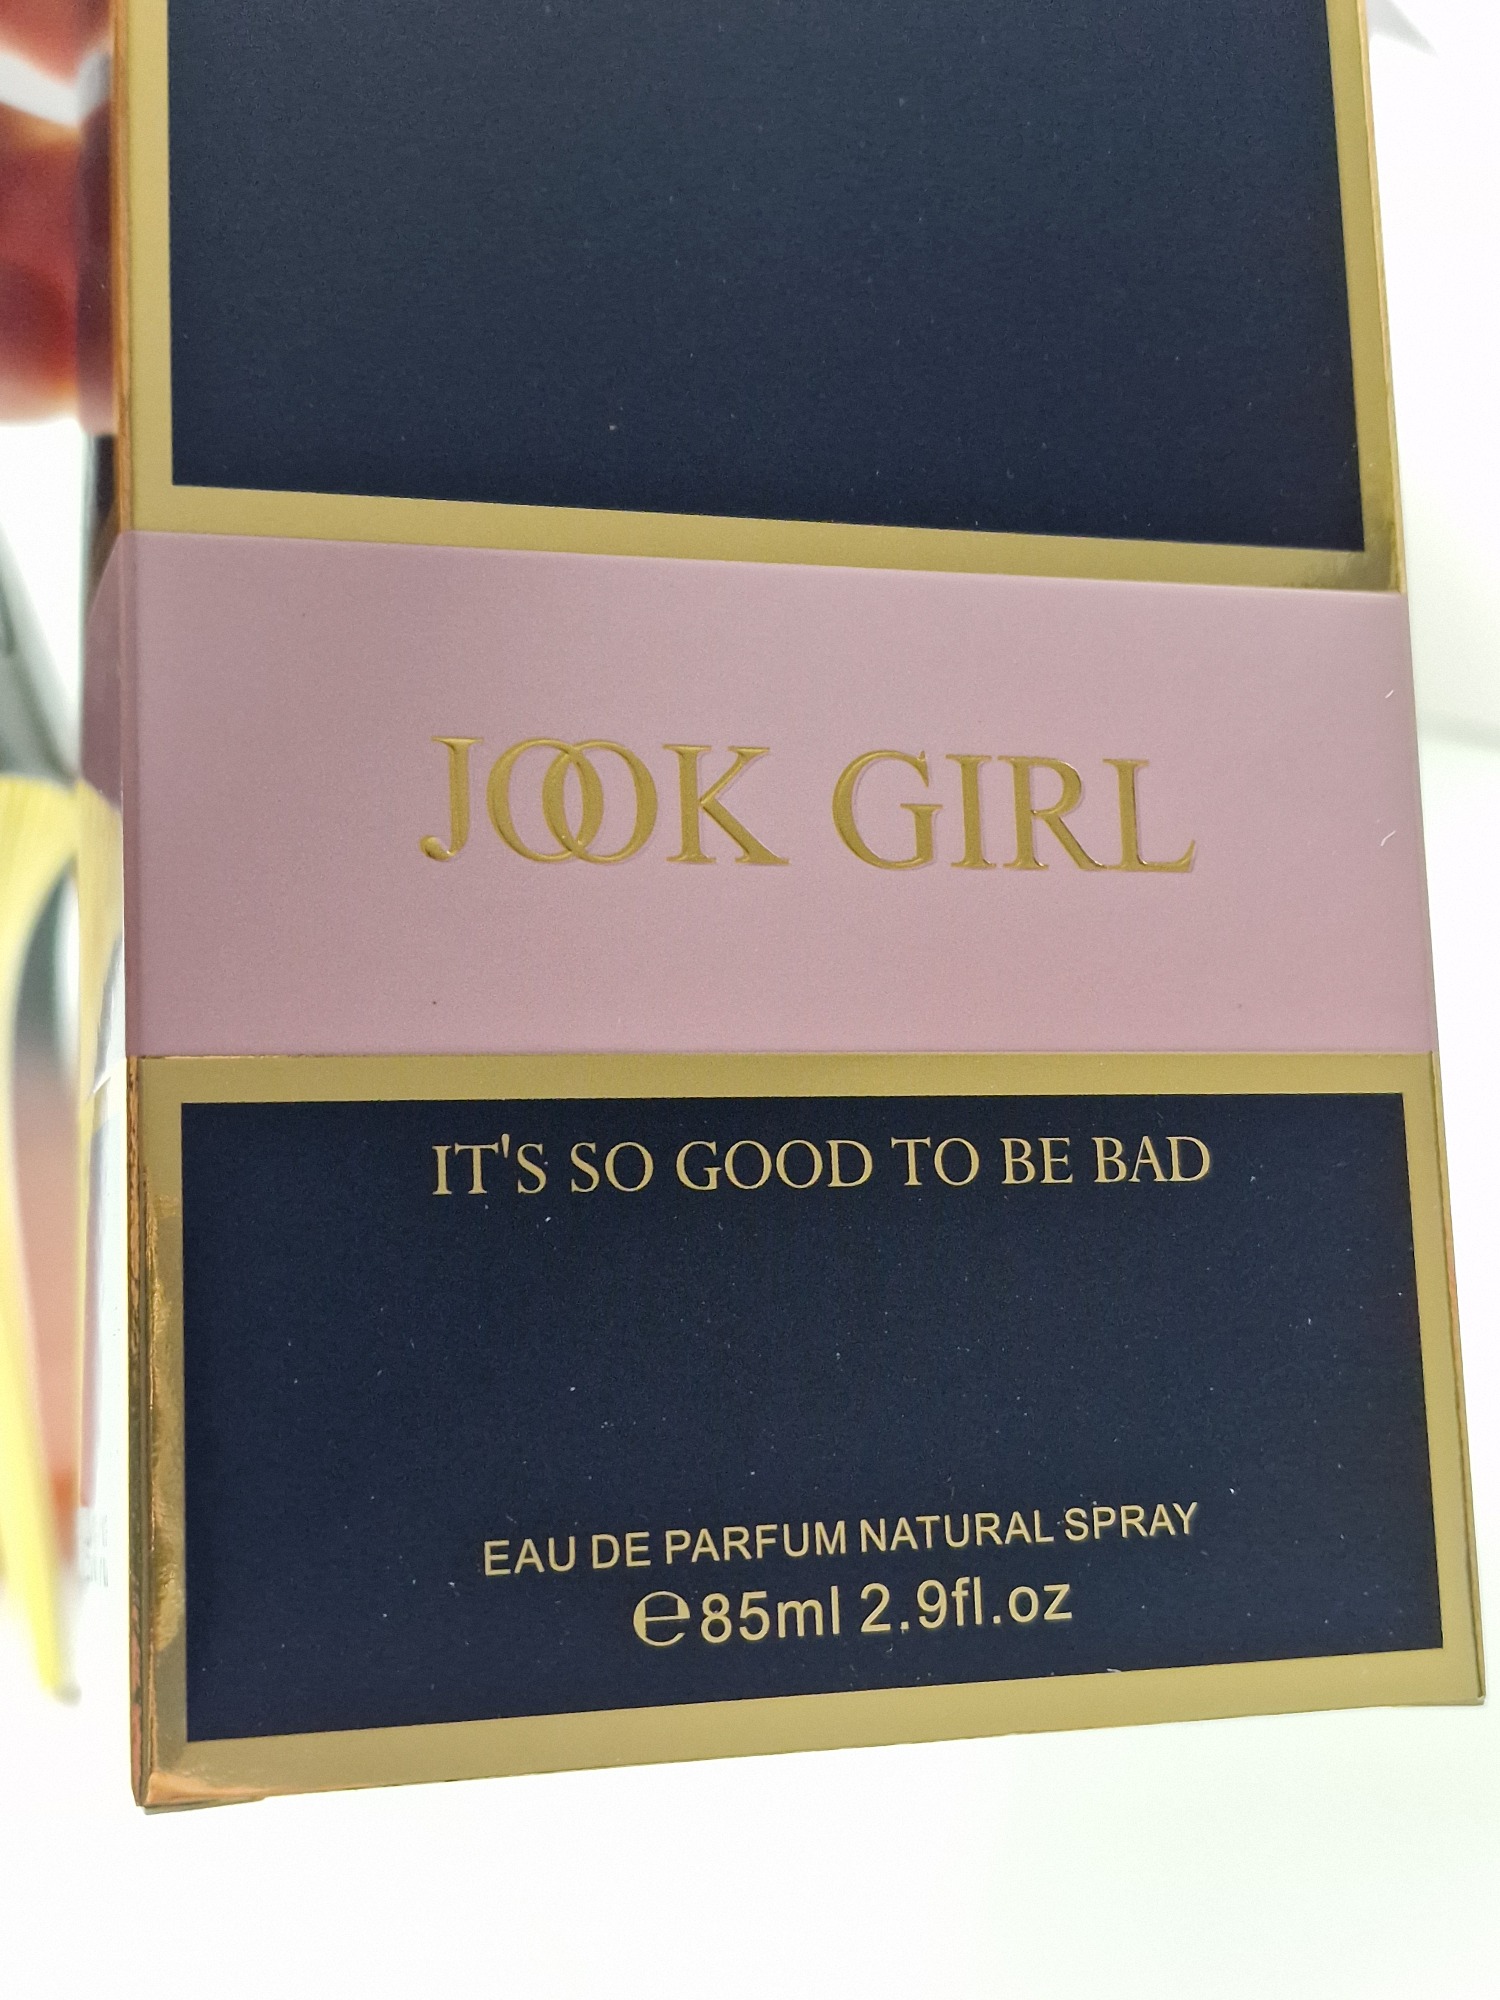 JOOK GIRL
IT'S SO GOOD TO BE BAD
EAU DE PARFUM NATURAL SPRAY
℮85ml 2.9fl.oz